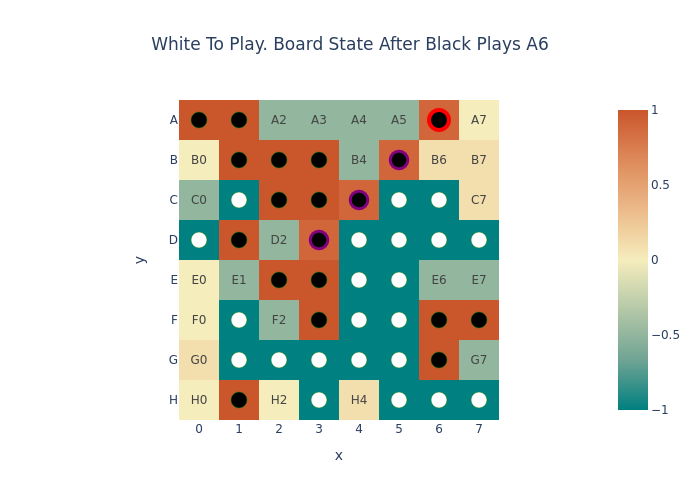 White To Play. Board State After Black Plays A6
A A2 A3 A4 A5 A7 1
B B0 B4 B6 B7
C C0 C7 0.5
D D2
y E E0 E1 E6 E7 0
F F0 F2
G G0 G7 −0.5
H H0 H2 H4 −1
0 1 2 3 4 5 6 7
x